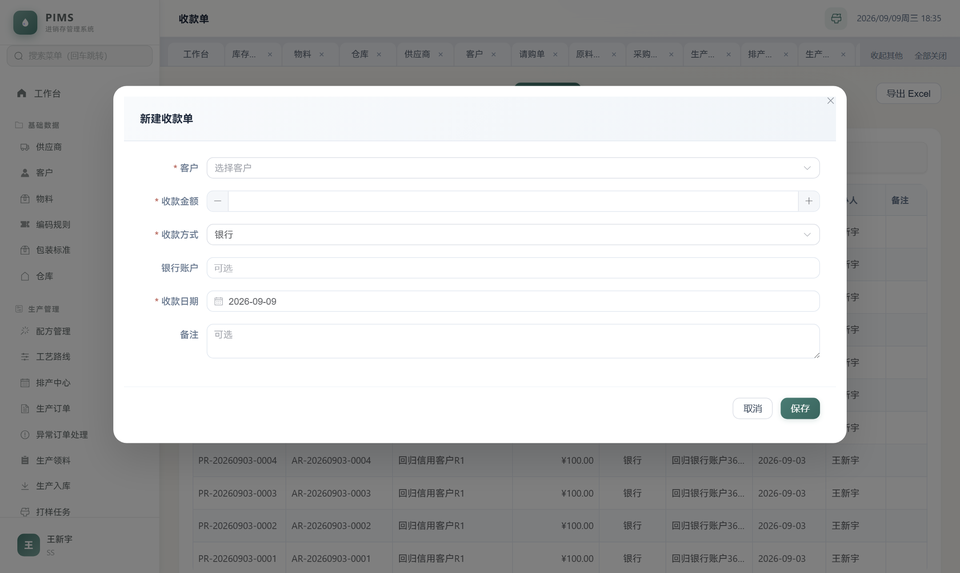 PIMS
进销存管理系统
收款单
2026/09/09周三 18:35
搜索菜单（回车跳转）
工作台 × 库存... × 物料 × 仓库 × 供应商 × 客户 × 请购单 × 原料... × 采购... × 生产... × 排产... × 生产... ×
收起其他 全部关闭
工作台
导出 Excel
基础数据
供应商
客户
物料
编码规则
包装标准
仓库
生产管理
配方管理
工艺路线
排产中心
生产订单
异常订单处理
生产领料
生产入库
打样任务
王
王新宇
SS
新建收款单
×
* 客户 选择客户
* 收款金额 − +
* 收款方式 银行
银行账户 可选
* 收款日期 2026-09-09
备注 可选
取消 保存
人 备注
新宇
新宇
新宇
新宇
新宇
新宇
新宇
PR-20260903-0004 AR-20260903-0004 回归信用客户R1 ¥100.00 银行 回归银行账户36... 2026-09-03 王新宇
PR-20260903-0003 AR-20260903-0003 回归信用客户R1 ¥100.00 银行 回归银行账户36... 2026-09-03 王新宇
PR-20260903-0002 AR-20260903-0002 回归信用客户R1 ¥100.00 银行 回归银行账户36... 2026-09-03 王新宇
PR-20260903-0001 AR-20260903-0001 回归信用客户R1 ¥100.00 银行 回归银行账户36... 2026-09-03 王新宇